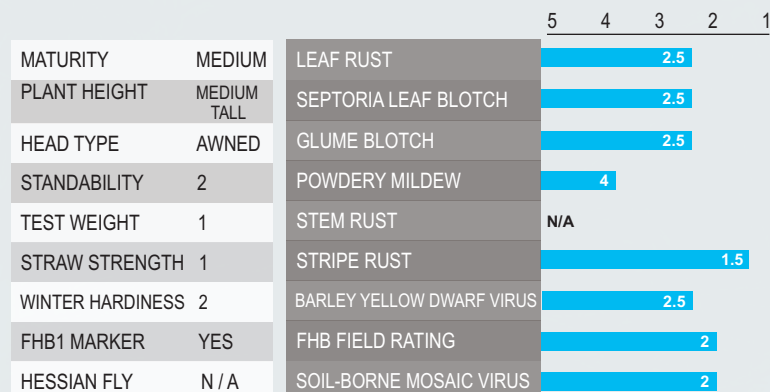 5 4 3 2 1
MATURITY MEDIUM LEAF RUST 2.5
PLANT HEIGHT MEDIUM TALL SEPTORIA LEAF BLOTCH 2.5
HEAD TYPE AWNED GLUME BLOTCH 2.5
STANDABILITY 2 POWDERY MILDEW 4
TEST WEIGHT 1 STEM RUST N/A
STRAW STRENGTH 1 STRIPE RUST 1.5
WINTER HARDINESS 2 BARLEY YELLOW DWARF VIRUS 2.5
FHB1 MARKER YES FHB FIELD RATING 2
HESSIAN FLY N / A SOIL-BORNE MOSAIC VIRUS 2